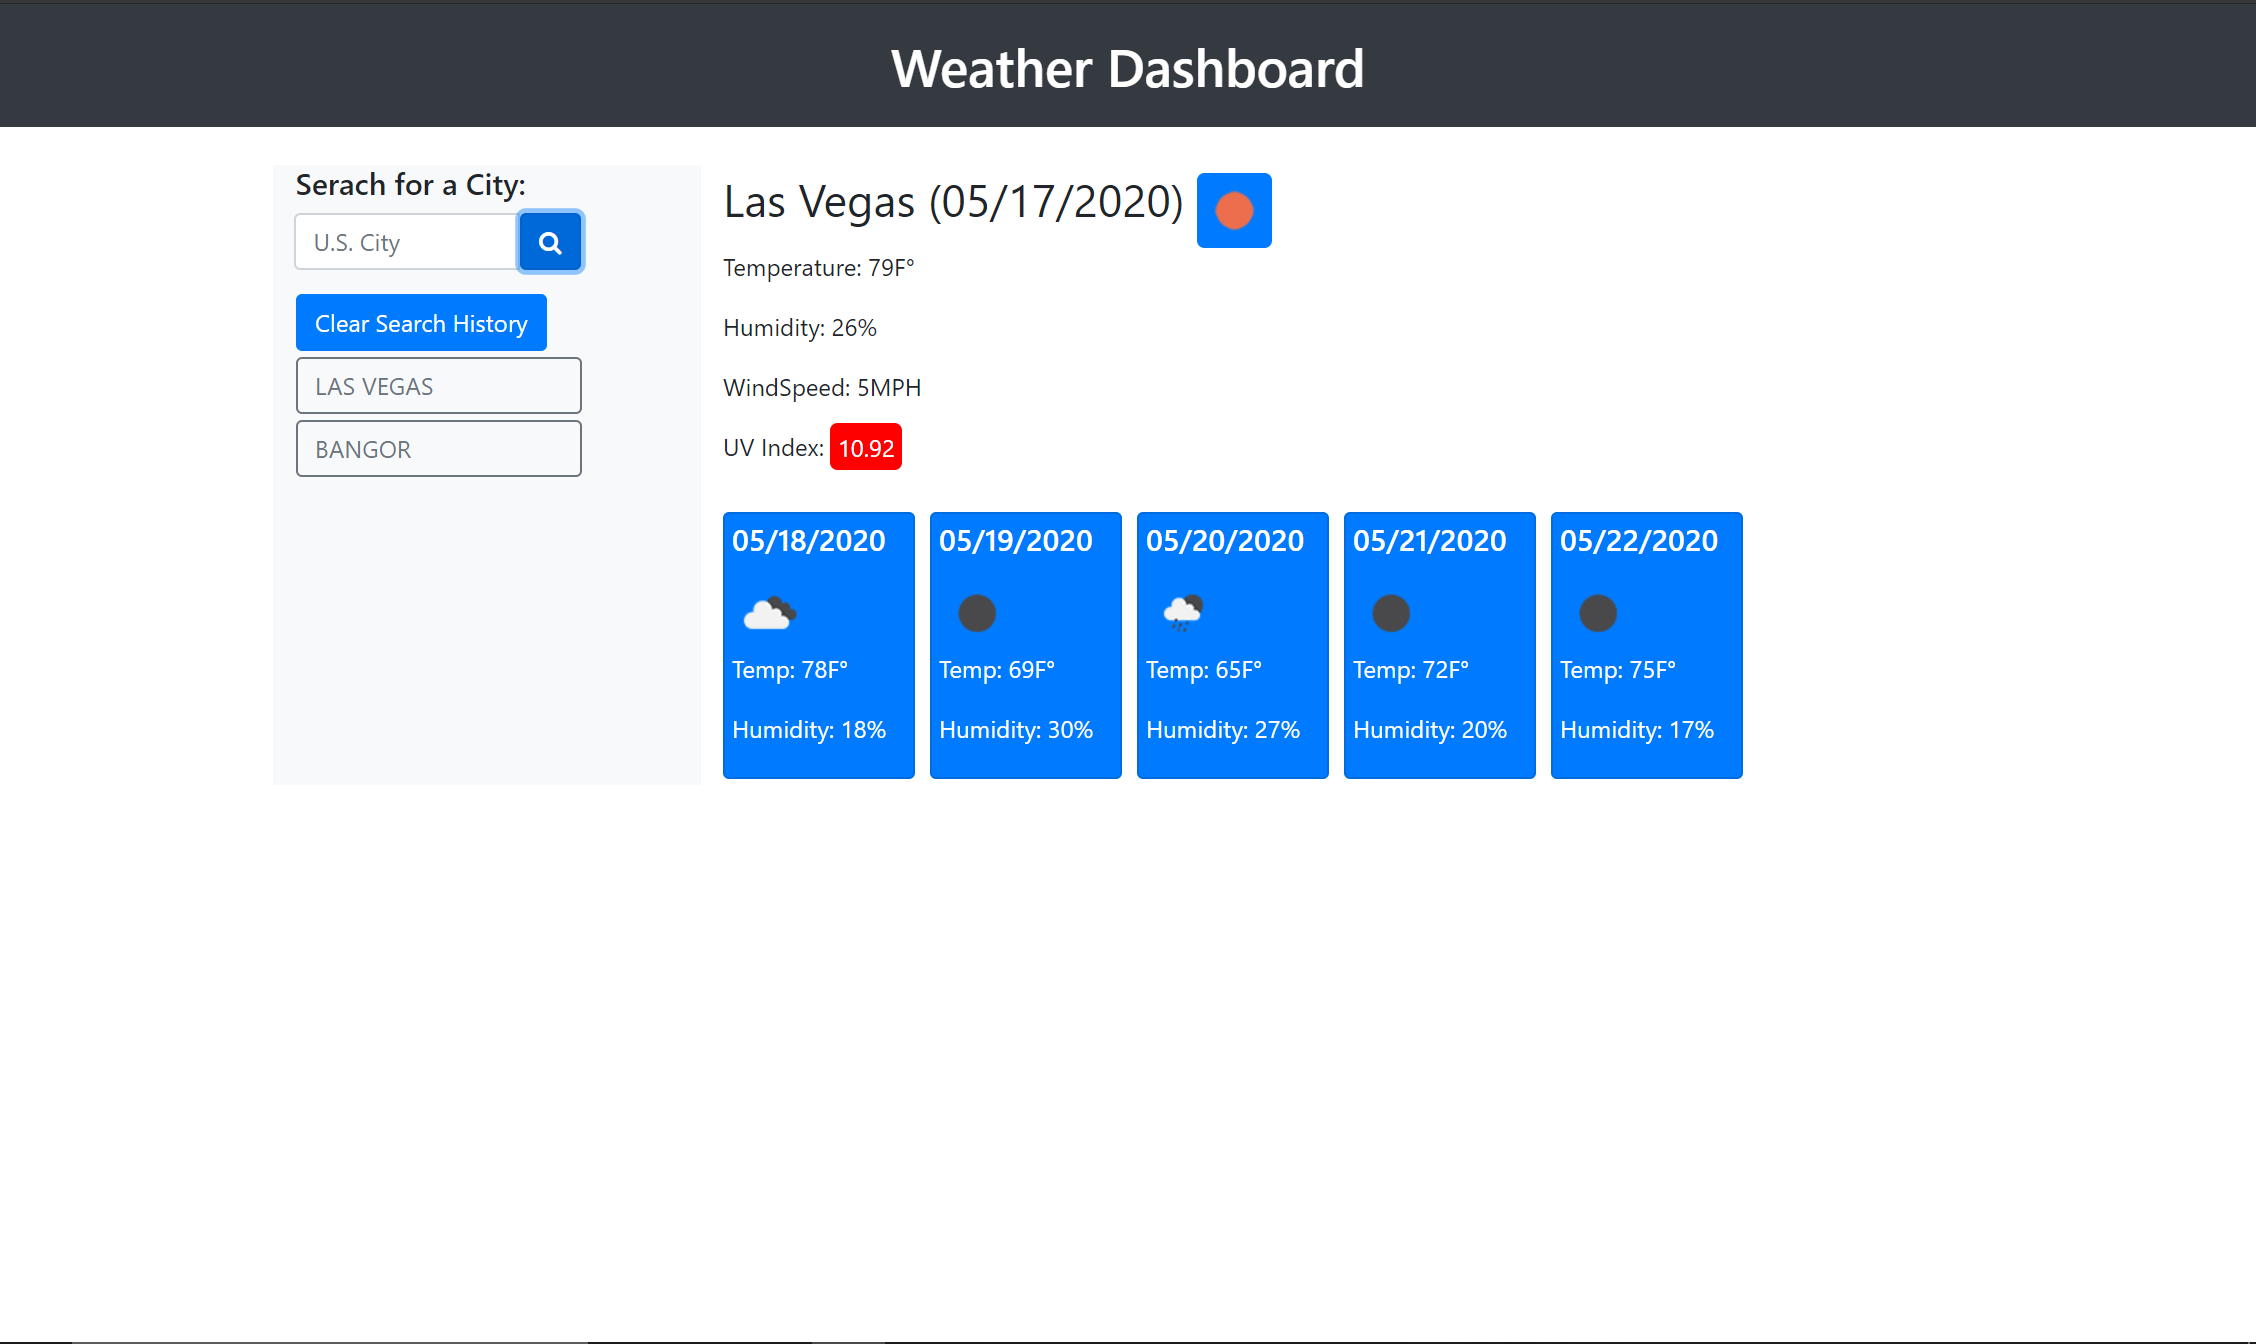 Weather Dashboard
Serach for a City:
U.S. City
Clear Search History
LAS VEGAS
BANGOR
Las Vegas (05/17/2020)
Temperature: 79F°
Humidity: 26%
WindSpeed: 5MPH
UV Index: 10.92
05/18/2020
Temp: 78F°
Humidity: 18%
05/19/2020
Temp: 69F°
Humidity: 30%
05/20/2020
Temp: 65F°
Humidity: 27%
05/21/2020
Temp: 72F°
Humidity: 20%
05/22/2020
Temp: 75F°
Humidity: 17%